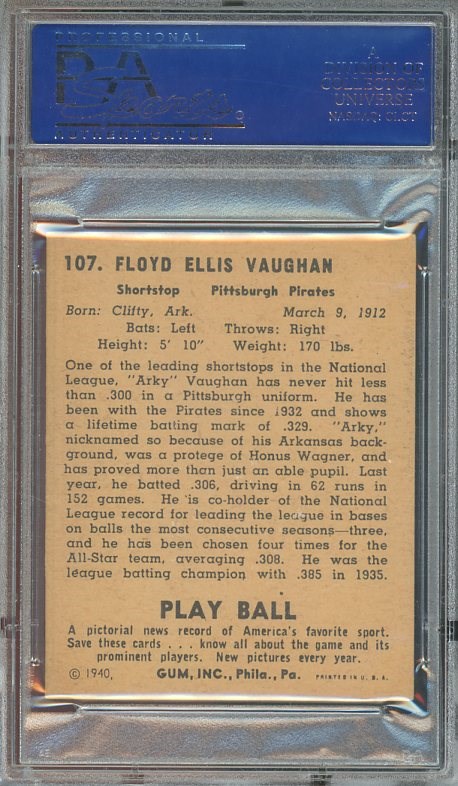 PROFESSIONAL
PSA
Sports
AUTHENTICATOR
A
DIVISION OF
COLLECTORS
UNIVERSE
NASDAQ: CLCT
107. FLOYD ELLIS VAUGHAN
Shortstop Pittsburgh Pirates
Born: Clifty, Ark. March 9, 1912
Bats: Left Throws: Right
Height: 5' 10" Weight: 170 lbs.
One of the leading shortstops in the National
League, "Arky" Vaughan has never hit less
than .300 in a Pittsburgh uniform. He has
been with the Pirates since 1932 and shows
a lifetime batting mark of .329. "Arky,"
nicknamed so because of his Arkansas back-
ground, was a protege of Honus Wagner, and
has proved more than just an able pupil. Last
year, he batted .306, driving in 62 runs in
152 games. He is co-holder of the National
League record for leading the league in bases
on balls the most consecutive seasons—three,
and he has been chosen four times for the
All-Star team, averaging .308. He was the
league batting champion with .385 in 1935.
PLAY BALL
A pictorial news record of America's favorite sport.
Save these cards . . . know all about the game and its
prominent players. New pictures every year.
© 1940, GUM, INC., Phila., Pa. PRINTED IN U. S. A.